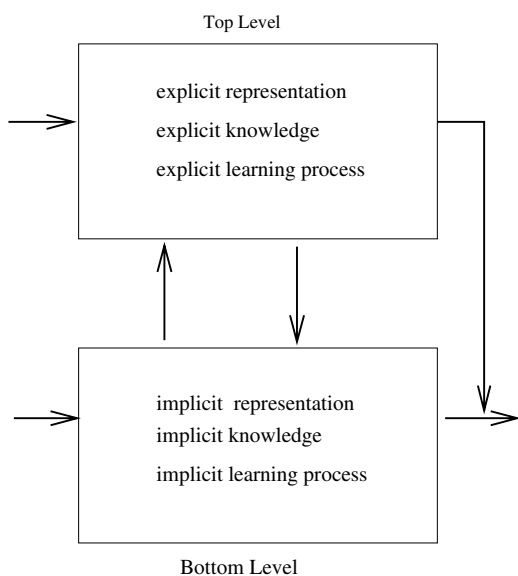 Top Level
explicit representation
explicit knowledge
explicit learning process
implicit representation
implicit knowledge
implicit learning process
Bottom Level